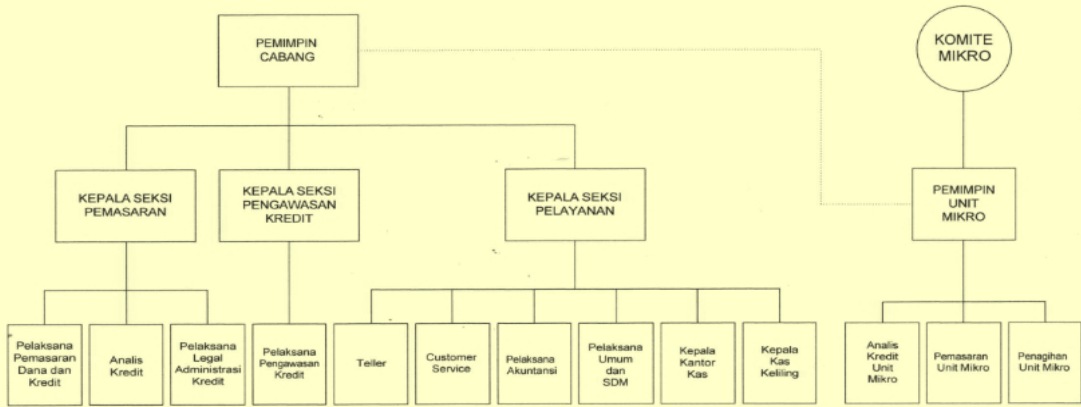 PEMIMPIN
CABANG
KOMITE
MIKRO
KEPALA SEKSI
PEMASARAN
KEPALA SEKSI
PENGAWASAN
KREDIT
KEPALA SEKSI
PELAYANAN
PEMIMPIN
UNIT
MIKRO
Pelaksana
Pemasaran
Dana dan
Kredit
Analis
Kredit
Pelaksana
Legal
Administrasi
Kredit
Pelaksana
Pengawasan
Kredit
Teller
Customer
Service
Pelaksana
Akuntansi
Pelaksana
Umum
dan
SDM
Kepala
Kantor
Kas
Kepala
Kas
Keliling
Analis
Kredit
Unit
Mikro
Pemasaran
Unit Mikro
Penagihan
Unit Mikro